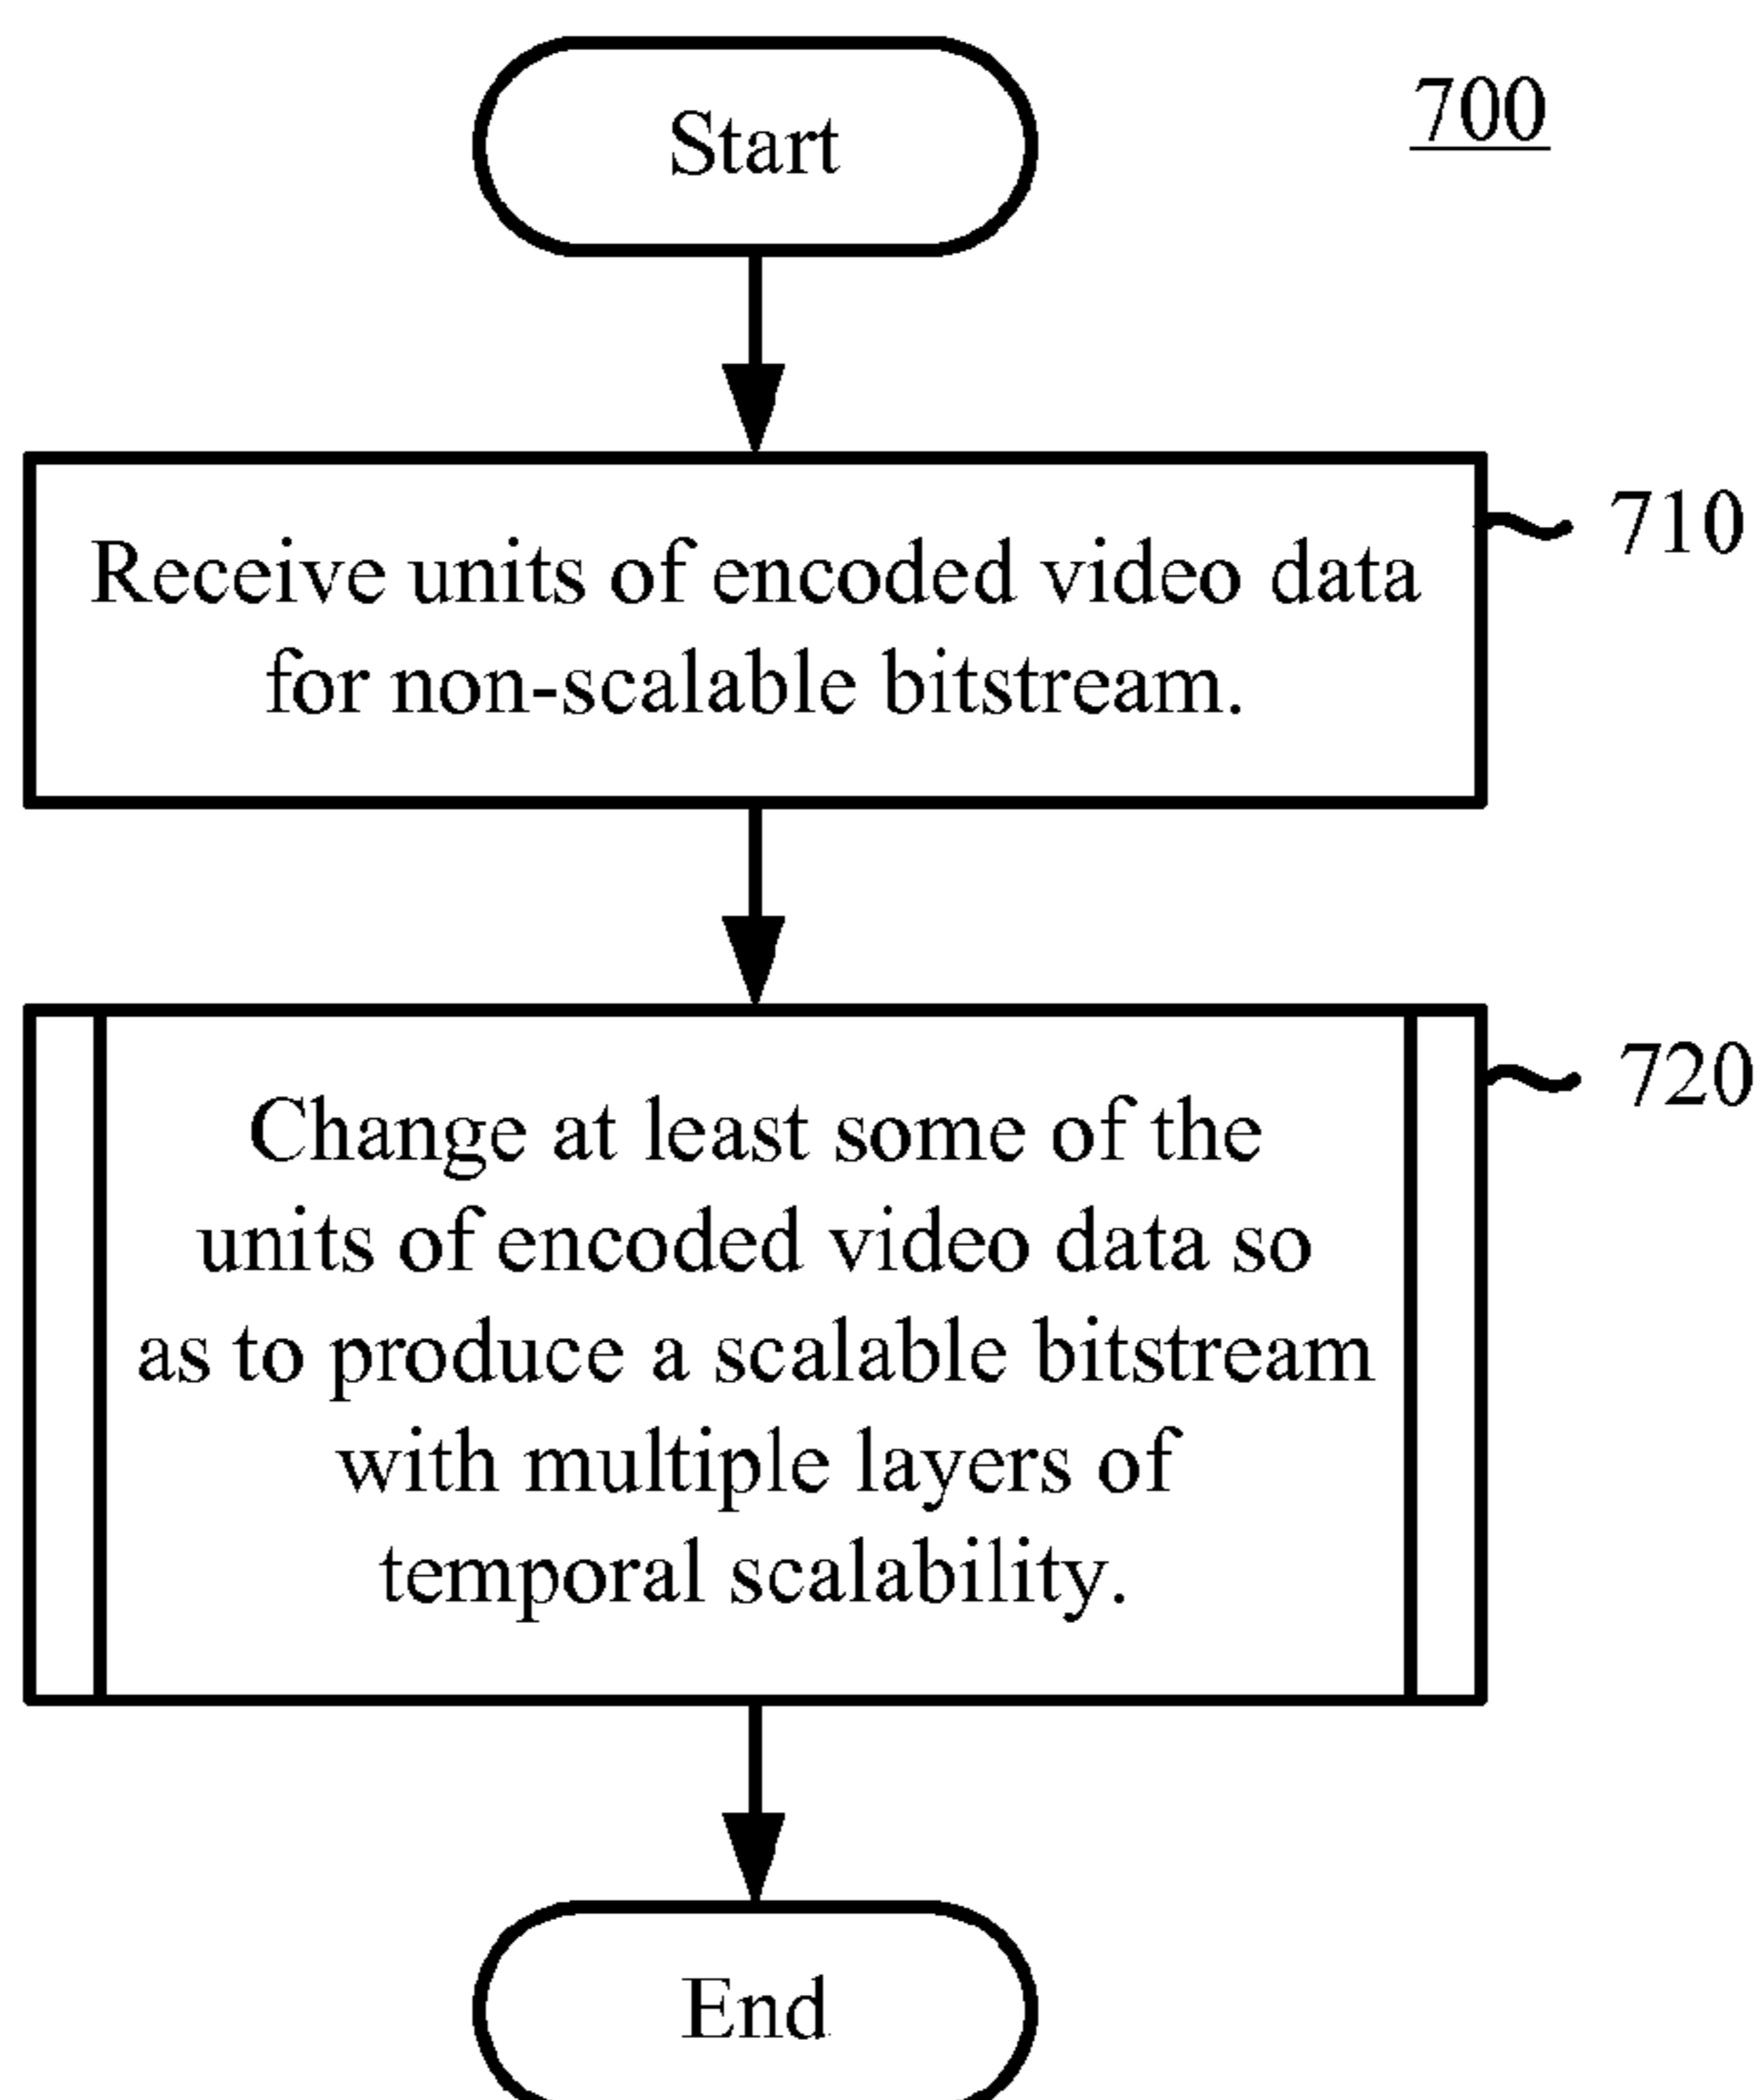 Start
700
Receive units of encoded video data
for non-scalable bitstream.
710
Change at least some of the
units of encoded video data so
as to produce a scalable bitstream
with multiple layers of
temporal scalability.
720
End